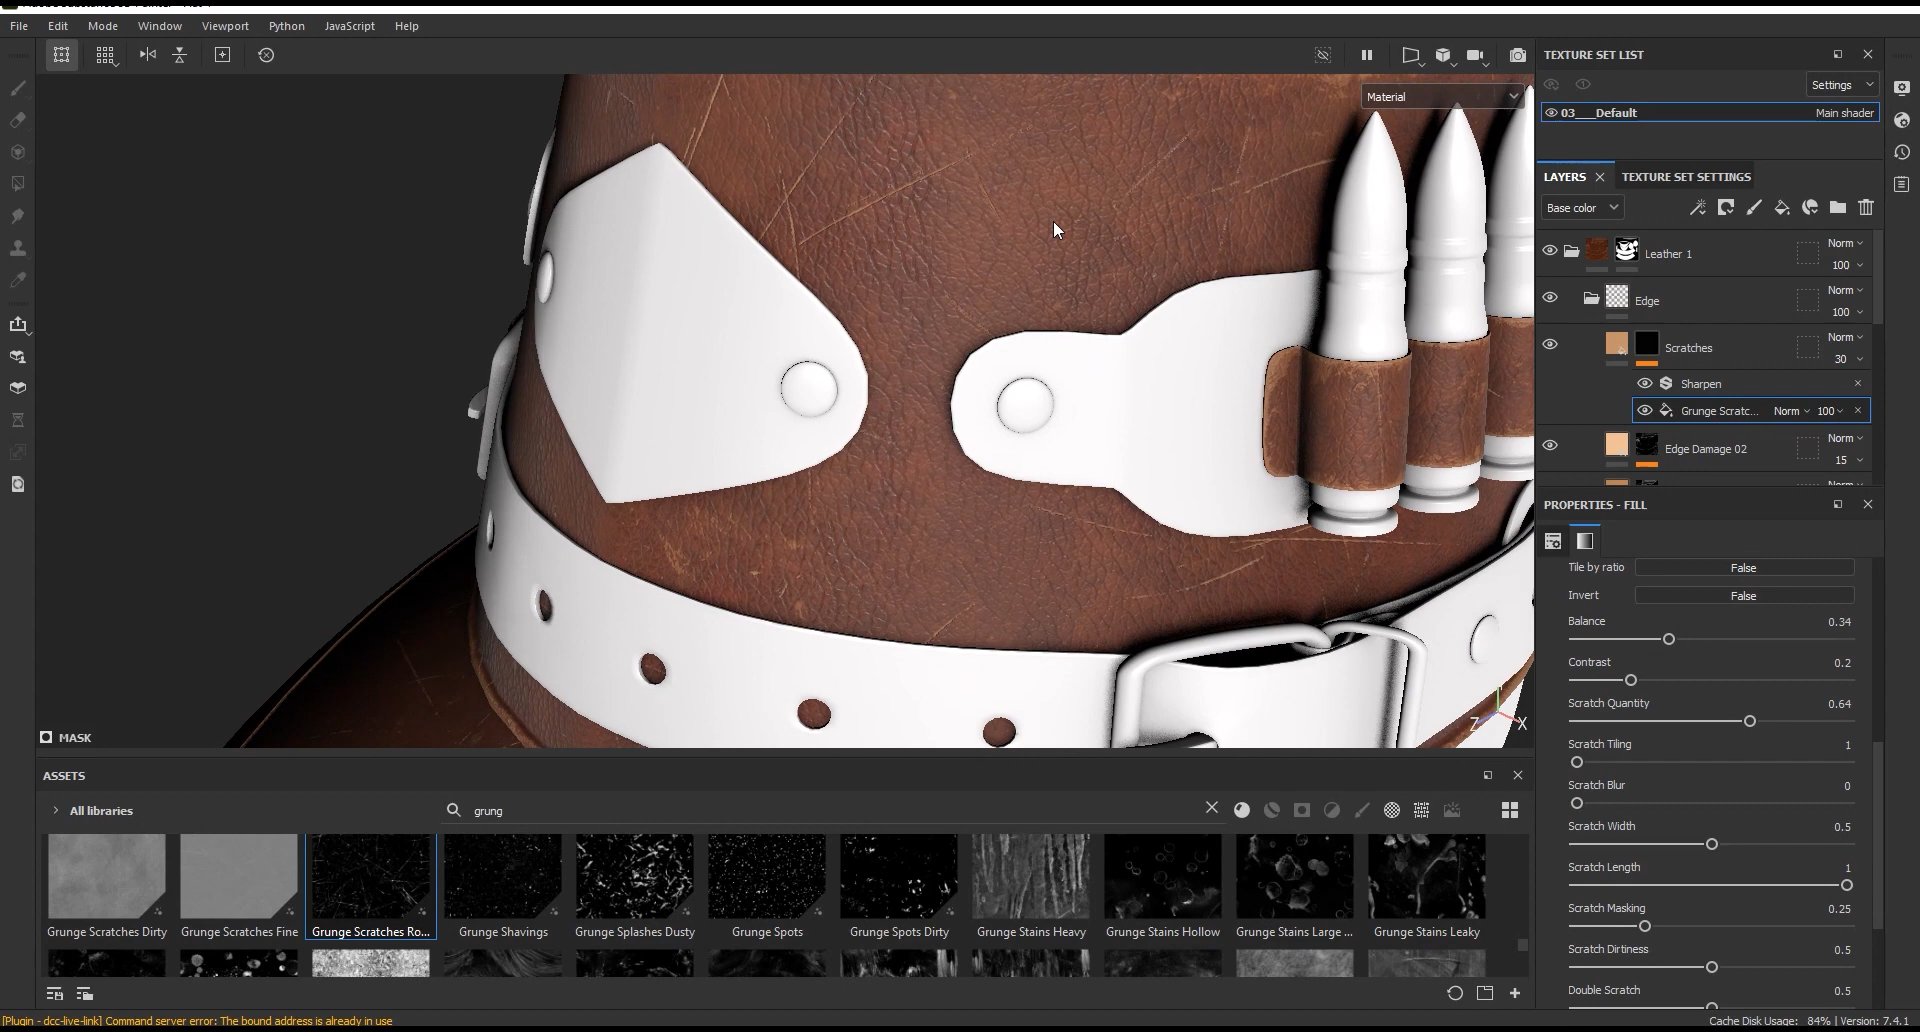 File Edit Mode Window Viewport Python JavaScript Help
Material
TEXTURE SET LIST
Settings
03___Default Main shader
LAYERS TEXTURE SET SETTINGS
Base color
Leather 1 Norm 100
Edge Norm 100
Scratches Norm 30
Sharpen
Grunge Scratc... Norm 100
Edge Damage 02 Norm 15
PROPERTIES - FILL
Tile by ratio False
Invert False
Balance 0.34
Contrast 0.2
Scratch Quantity 0.64
Scratch Tiling 1
Scratch Blur 0
Scratch Width 0.5
Scratch Length 1
Scratch Masking 0.25
Scratch Dirtiness 0.5
Double Scratch 0.5
Z X
MASK
ASSETS
All libraries
grung
Grunge Scratches Dirty
Grunge Scratches Fine
Grunge Scratches Ro...
Grunge Shavings
Grunge Splashes Dusty
Grunge Spots
Grunge Spots Dirty
Grunge Stains Heavy
Grunge Stains Hollow
Grunge Stains Large ...
Grunge Stains Leaky
[Plugin - dcc-live-link] Command server error: The bound address is already in use
Cache Disk Usage: 84% | Version: 7.4.1